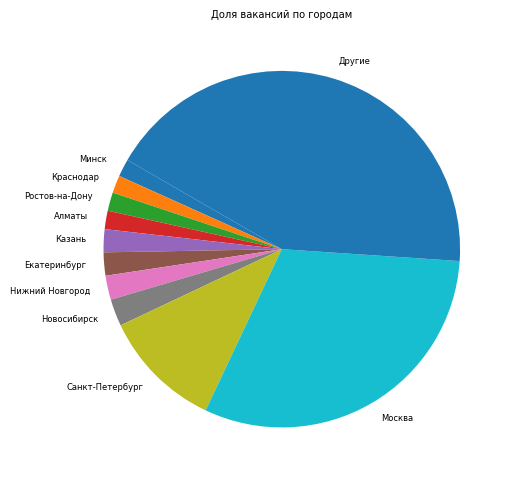 Доля вакансий по городам
Другие
Минск
Краснодар
Ростов-на-Дону
Алматы
Казань
Екатеринбург
Нижний Новгород
Новосибирск
Санкт-Петербург
Москва